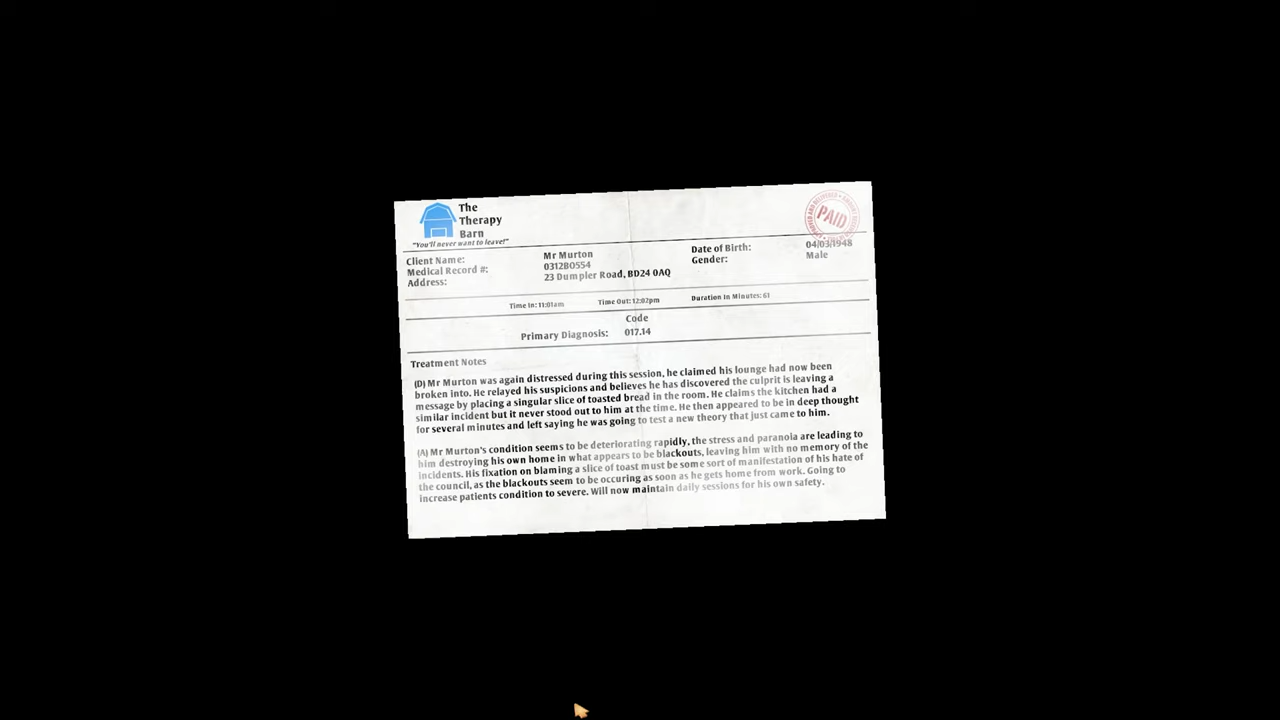 The
Therapy
Barn
"You'll never want to leave!"
PAID
Client Name: Mr Murton Date of Birth: 04/03/1948
Medical Record #: 031280554 Gender: Male
Address: 23 Dumpler Road, BD24 0AQ
Time In: 11:01am Time Out: 12:02pm Duration In Minutes: 61
Code
Primary Diagnosis: 017.14
Treatment Notes
(D) Mr Murton was again distressed during this session, he claimed his lounge had now been
broken into. He relayed his suspicions and believes he has discovered the culprit is leaving a
message by placing a singular slice of toasted bread in the room. He claims the kitchen had a
similar incident but it never stood out to him at the time. He then appeared to be in deep thought
for several minutes and left saying he was going to test a new theory that just came to him.
(A) Mr Murton's condition seems to be deteriorating rapidly, the stress and paranoia are leading to
him destroying his own home in what appears to be blackouts, leaving him with no memory of the
incidents. His fixation on blaming a slice of toast must be some sort of manifestation of his hate of
the council, as the blackouts seem to be occuring as soon as he gets home from work. Going to
increase patients condition to severe. Will now maintain daily sessions for his own safety.